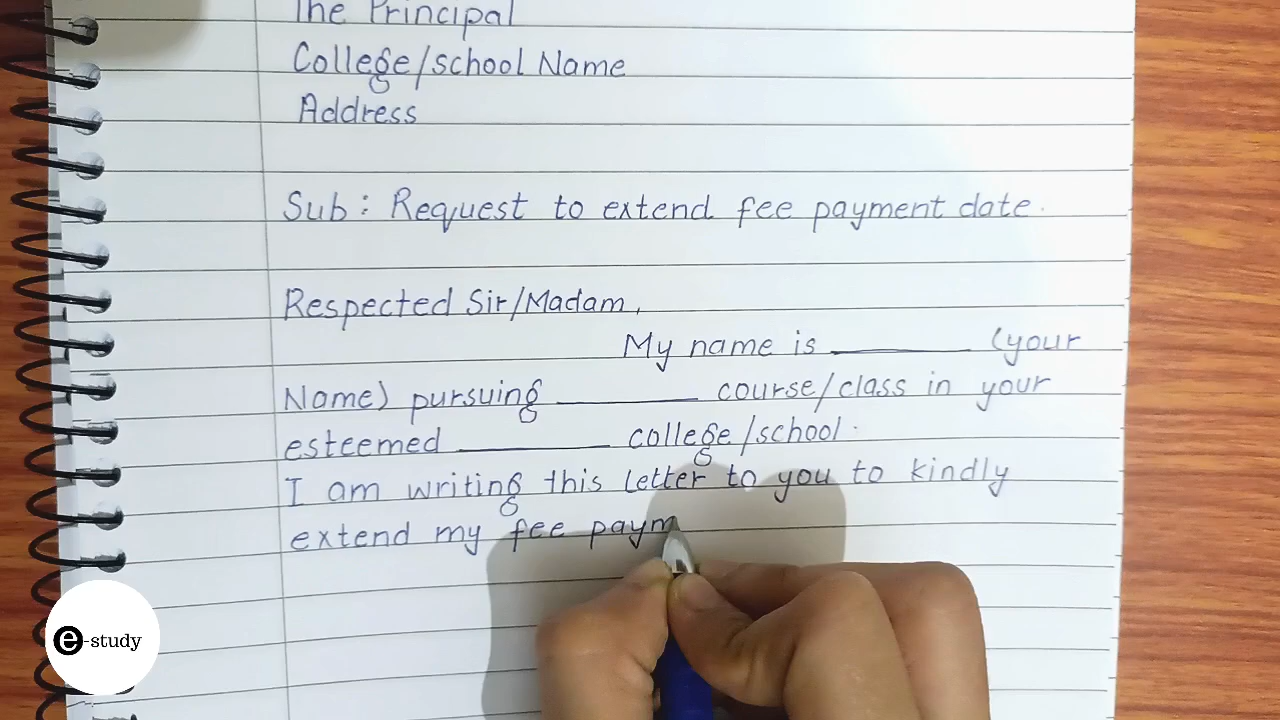 The Principal
College/school Name
Address
Sub: Request to extend fee payment date.
Respected Sir/Madam,
My name is ________ (your
Name) pursuing ________ course/class in your
esteemed ________ college/school.
I am writing this letter to you to kindly
extend my fee paym
e-study